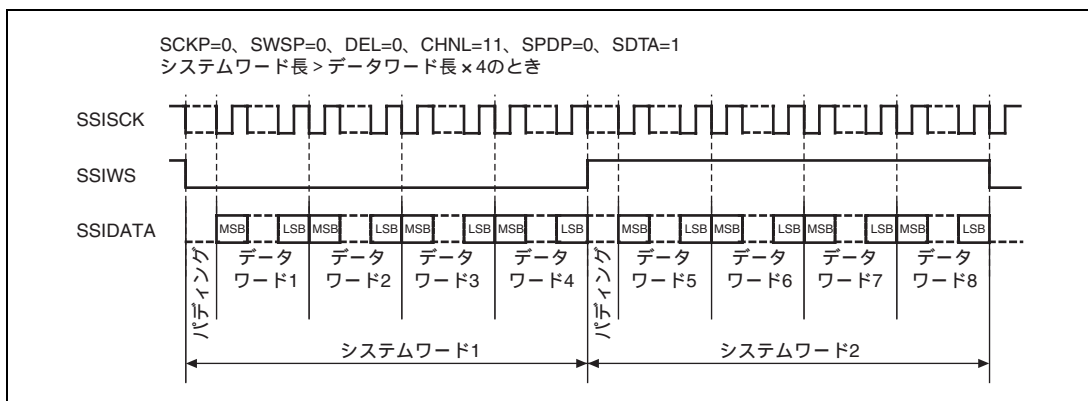 SCKP=0、SWSP=0、DEL=0、CHNL=11、SPDP=0、SDTA=1
システムワード長 > データワード長 × 4のとき
SSISCK
SSIWS
SSIDATA
MSB LSB MSB LSB MSB LSB MSB LSB MSB LSB MSB LSB MSB LSB MSB LSB
パディング
データ
ワード1
データ
ワード2
データ
ワード3
データ
ワード4
パディング
データ
ワード5
データ
ワード6
データ
ワード7
データ
ワード8
システムワード1
システムワード2